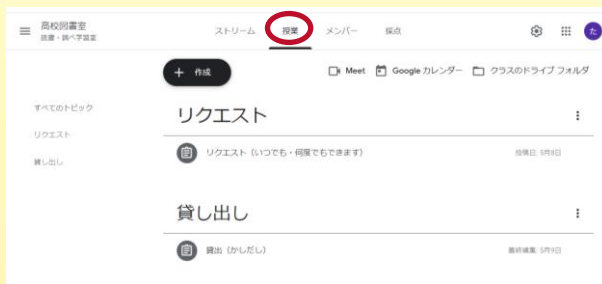 高校図書室
読書・調べ学習室
ストリーム 授業 メンバー 採点
た
+ 作成
Meet Google カレンダー クラスのドライブ フォルダ
すべてのトピック
リクエスト
貸し出し
リクエスト
リクエスト（いつでも・何度でもできます） 投稿日: 5月8日
貸し出し
貸出（かしだし） 最終編集: 5月9日